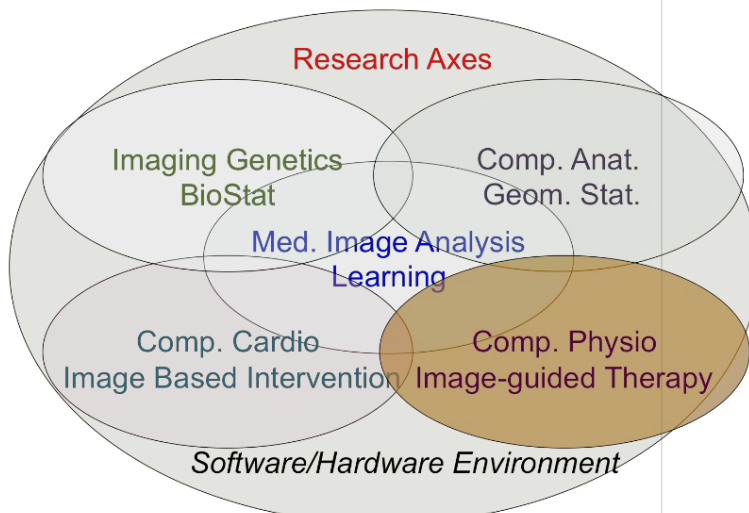 Research Axes
Imaging Genetics
BioStat
Comp. Anat.
Geom. Stat.
Med. Image Analysis
Learning
Comp. Cardio
Image Based Intervention
Comp. Physio
Image-guided Therapy
Software/Hardware Environment